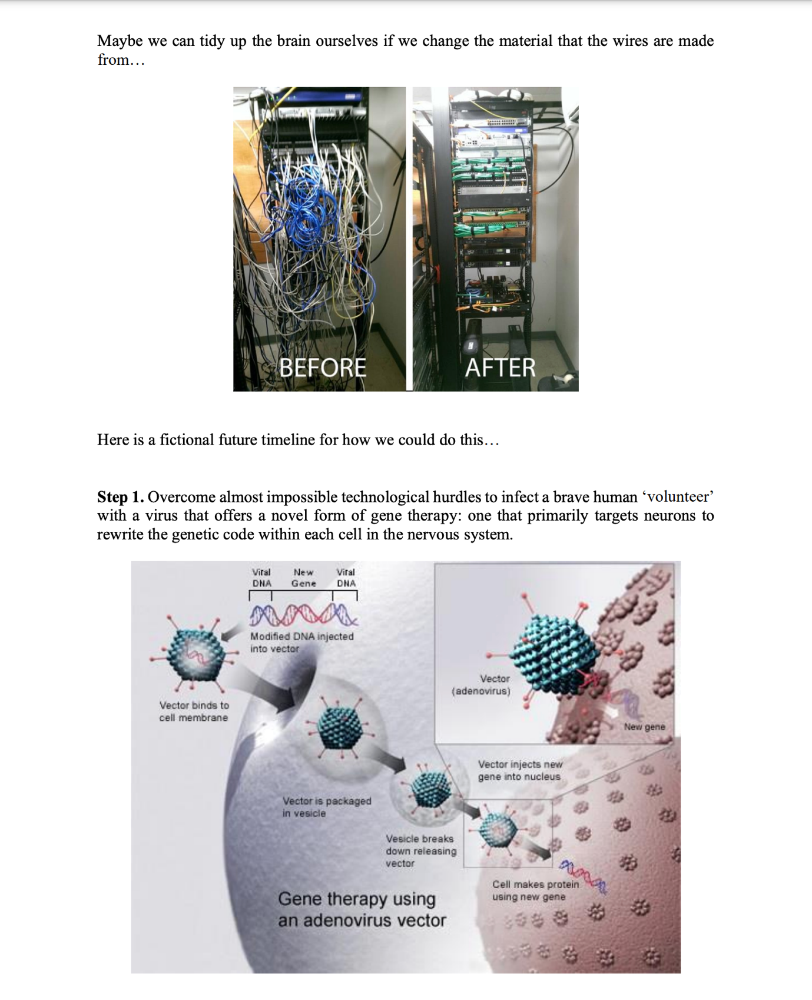 Maybe we can tidy up the brain ourselves if we change the material that the wires are made
from…
BEFORE
AFTER
Here is a fictional future timeline for how we could do this…
Step 1. Overcome almost impossible technological hurdles to infect a brave human ‘volunteer’
with a virus that offers a novel form of gene therapy: one that primarily targets neurons to
rewrite the genetic code within each cell in the nervous system.
Viral
DNA
New
Gene
Viral
DNA
Modified DNA injected
into vector
Vector binds to
cell membrane
Vector
(adenovirus)
New gene
Vector injects new
gene into nucleus
Vector is packaged
in vesicle
Vesicle breaks
down releasing
vector
Cell makes protein
using new gene
Gene therapy using
an adenovirus vector